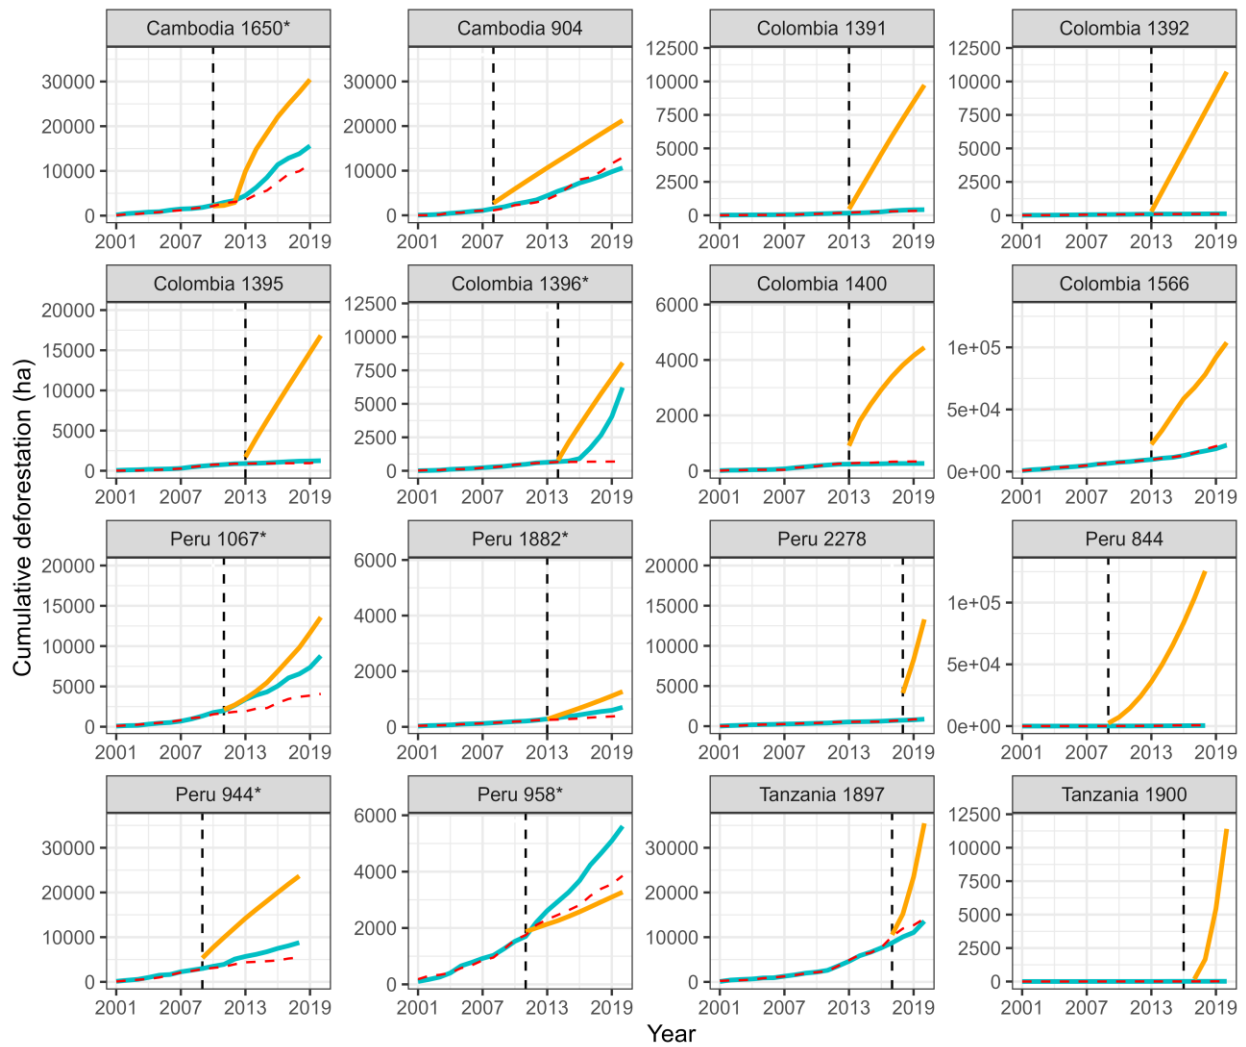 Cambodia 1650*
Cambodia 904
Colombia 1391
Colombia 1392
30000
20000
10000
0
2001 2007 2013 2019
30000
20000
10000
0
2001 2007 2013 2019
12500
10000
7500
5000
2500
0
2001 2007 2013 2019
12500
10000
7500
5000
2500
0
2001 2007 2013 2019
Colombia 1395
Colombia 1396*
Colombia 1400
Colombia 1566
20000
15000
10000
5000
0
2001 2007 2013 2019
12500
10000
7500
5000
2500
0
2001 2007 2013 2019
6000
4000
2000
0
2001 2007 2013 2019
1e+05
5e+04
0e+00
2001 2007 2013 2019
Cumulative deforestation (ha)
Peru 1067*
Peru 1882*
Peru 2278
Peru 844
20000
15000
10000
5000
0
2001 2007 2013 2019
6000
4000
2000
0
2001 2007 2013 2019
20000
15000
10000
5000
0
2001 2007 2013 2019
1e+05
5e+04
0e+00
2001 2007 2013 2019
Peru 944*
Peru 958*
Tanzania 1897
Tanzania 1900
30000
20000
10000
0
2001 2007 2013 2019
6000
4000
2000
0
2001 2007 2013 2019
30000
20000
10000
0
2001 2007 2013 2019
12500
10000
7500
5000
2500
0
2001 2007 2013 2019
Year